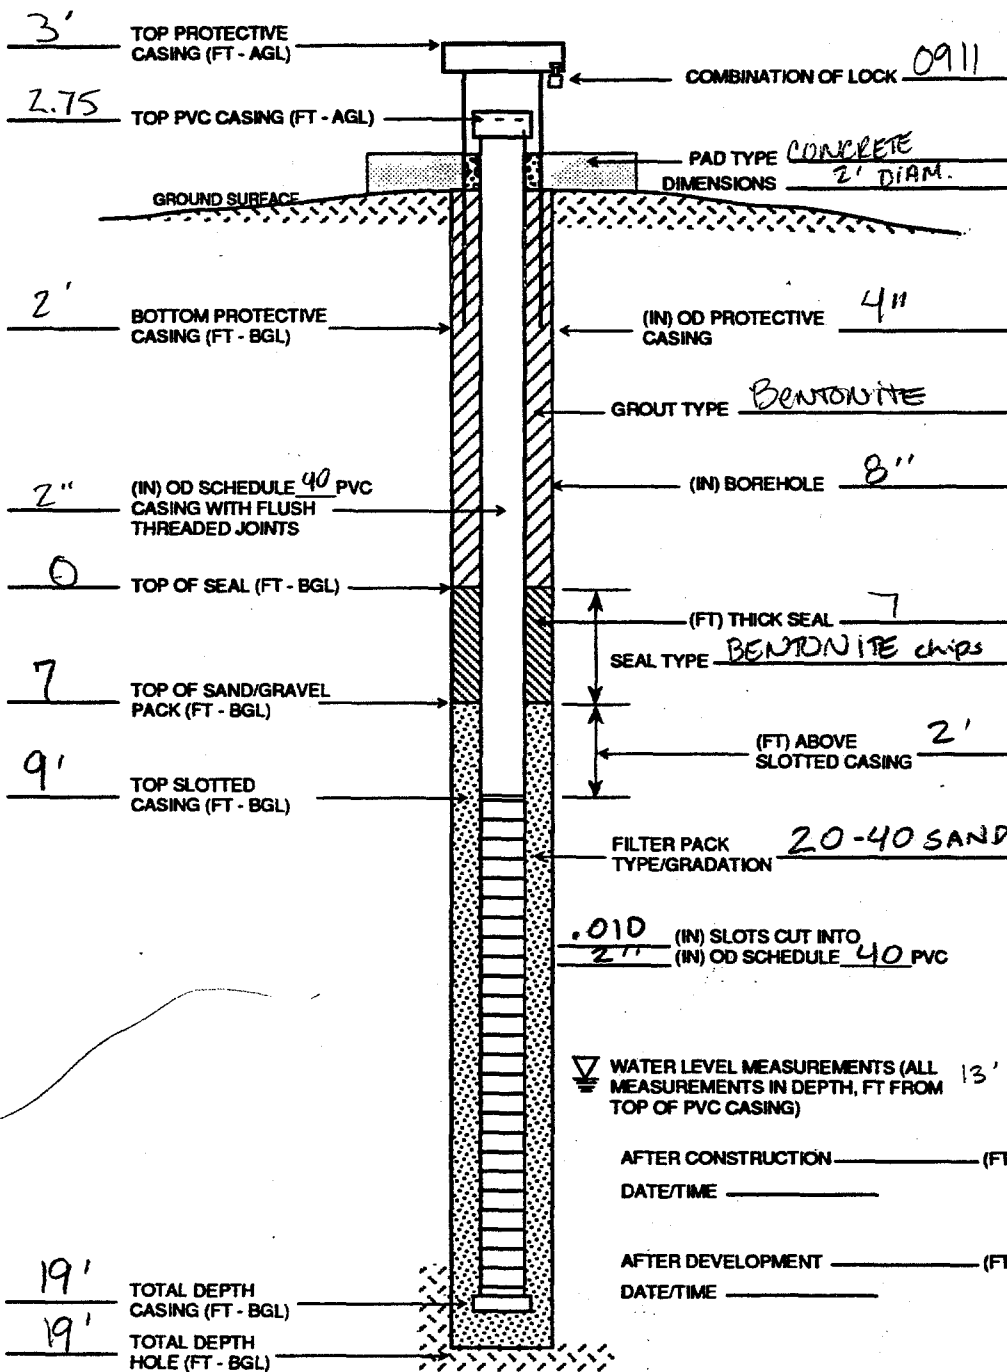 3' TOP PROTECTIVE
CASING (FT - AGL)
COMBINATION OF LOCK 0911
2.75 TOP PVC CASING (FT - AGL)
PAD TYPE CONCRETE
DIMENSIONS 2' DIAM.
GROUND SURFACE
2' BOTTOM PROTECTIVE
CASING (FT - BGL)
(IN) OD PROTECTIVE 4"
CASING
GROUT TYPE BENTONITE
2" (IN) OD SCHEDULE 40 PVC
CASING WITH FLUSH
THREADED JOINTS
(IN) BOREHOLE 8"
0 TOP OF SEAL (FT - BGL)
(FT) THICK SEAL 7
SEAL TYPE BENTONITE chips
7 TOP OF SAND/GRAVEL
PACK (FT - BGL)
(FT) ABOVE 2'
SLOTTED CASING
9' TOP SLOTTED
CASING (FT - BGL)
FILTER PACK 20-40 SAND
TYPE/GRADATION
.010 (IN) SLOTS CUT INTO
2" (IN) OD SCHEDULE 40 PVC
WATER LEVEL MEASUREMENTS (ALL 13'
MEASUREMENTS IN DEPTH, FT FROM
TOP OF PVC CASING)
AFTER CONSTRUCTION (FT
DATE/TIME
AFTER DEVELOPMENT (FT
DATE/TIME
19' TOTAL DEPTH
CASING (FT - BGL)
19' TOTAL DEPTH
HOLE (FT - BGL)